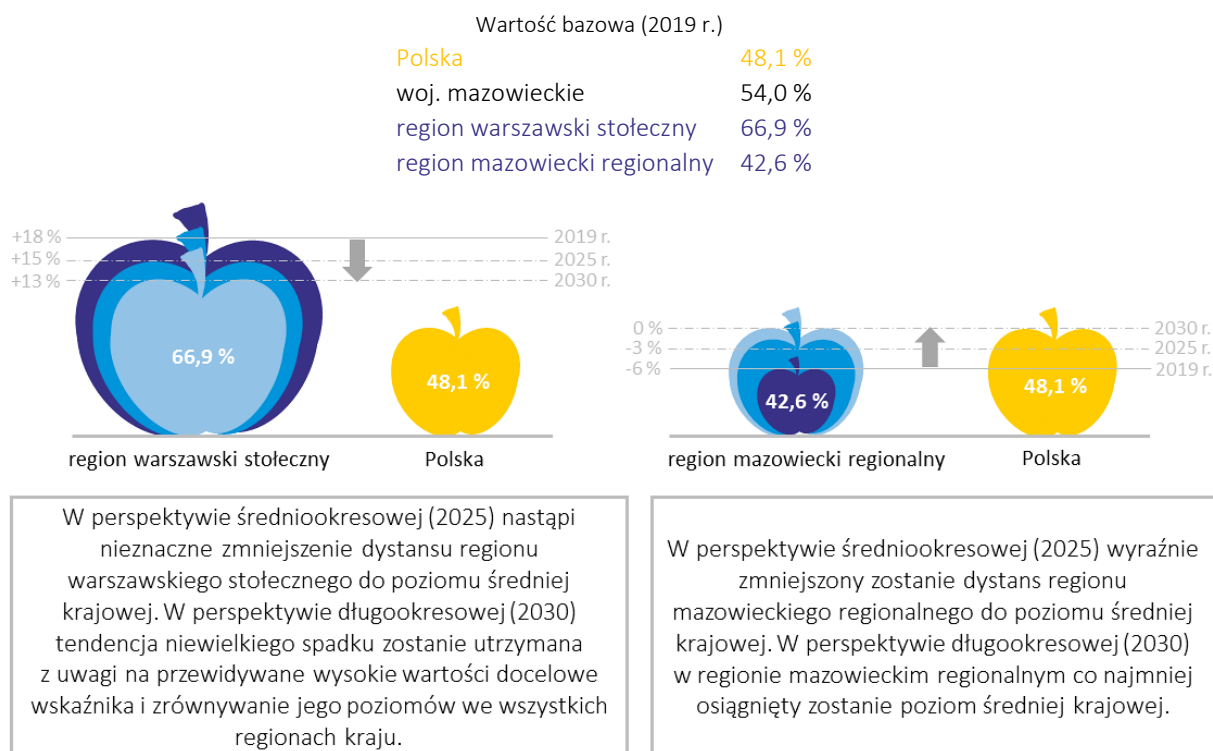 Wartość bazowa (2019 r.)
Polska 48,1 %
woj. mazowieckie 54,0 %
region warszawski stołeczny 66,9 %
region mazowiecki regionalny 42,6 %
+18 % 2019 r.
+15 % 2025 r.
+13 % 2030 r.
66,9 %
48,1 %
region warszawski stołeczny Polska
0 % 2030 r.
-3 % 2025 r.
-6 % 2019 r.
42,6 %
48,1 %
region mazowiecki regionalny Polska
W perspektywie średniookresowej (2025) nastąpi
nieznaczne zmniejszenie dystansu regionu
warszawskiego stołecznego do poziomu średniej
krajowej. W perspektywie długookresowej (2030)
tendencja niewielkiego spadku zostanie utrzymana
z uwagi na przewidywane wysokie wartości docelowe
wskaźnika i zrównywanie jego poziomów we wszystkich
regionach kraju.
W perspektywie średniookresowej (2025) wyraźnie
zmniejszony zostanie dystans regionu
mazowieckiego regionalnego do poziomu średniej
krajowej. W perspektywie długookresowej (2030)
w regionie mazowieckim regionalnym co najmniej
osiągnięty zostanie poziom średniej krajowej.